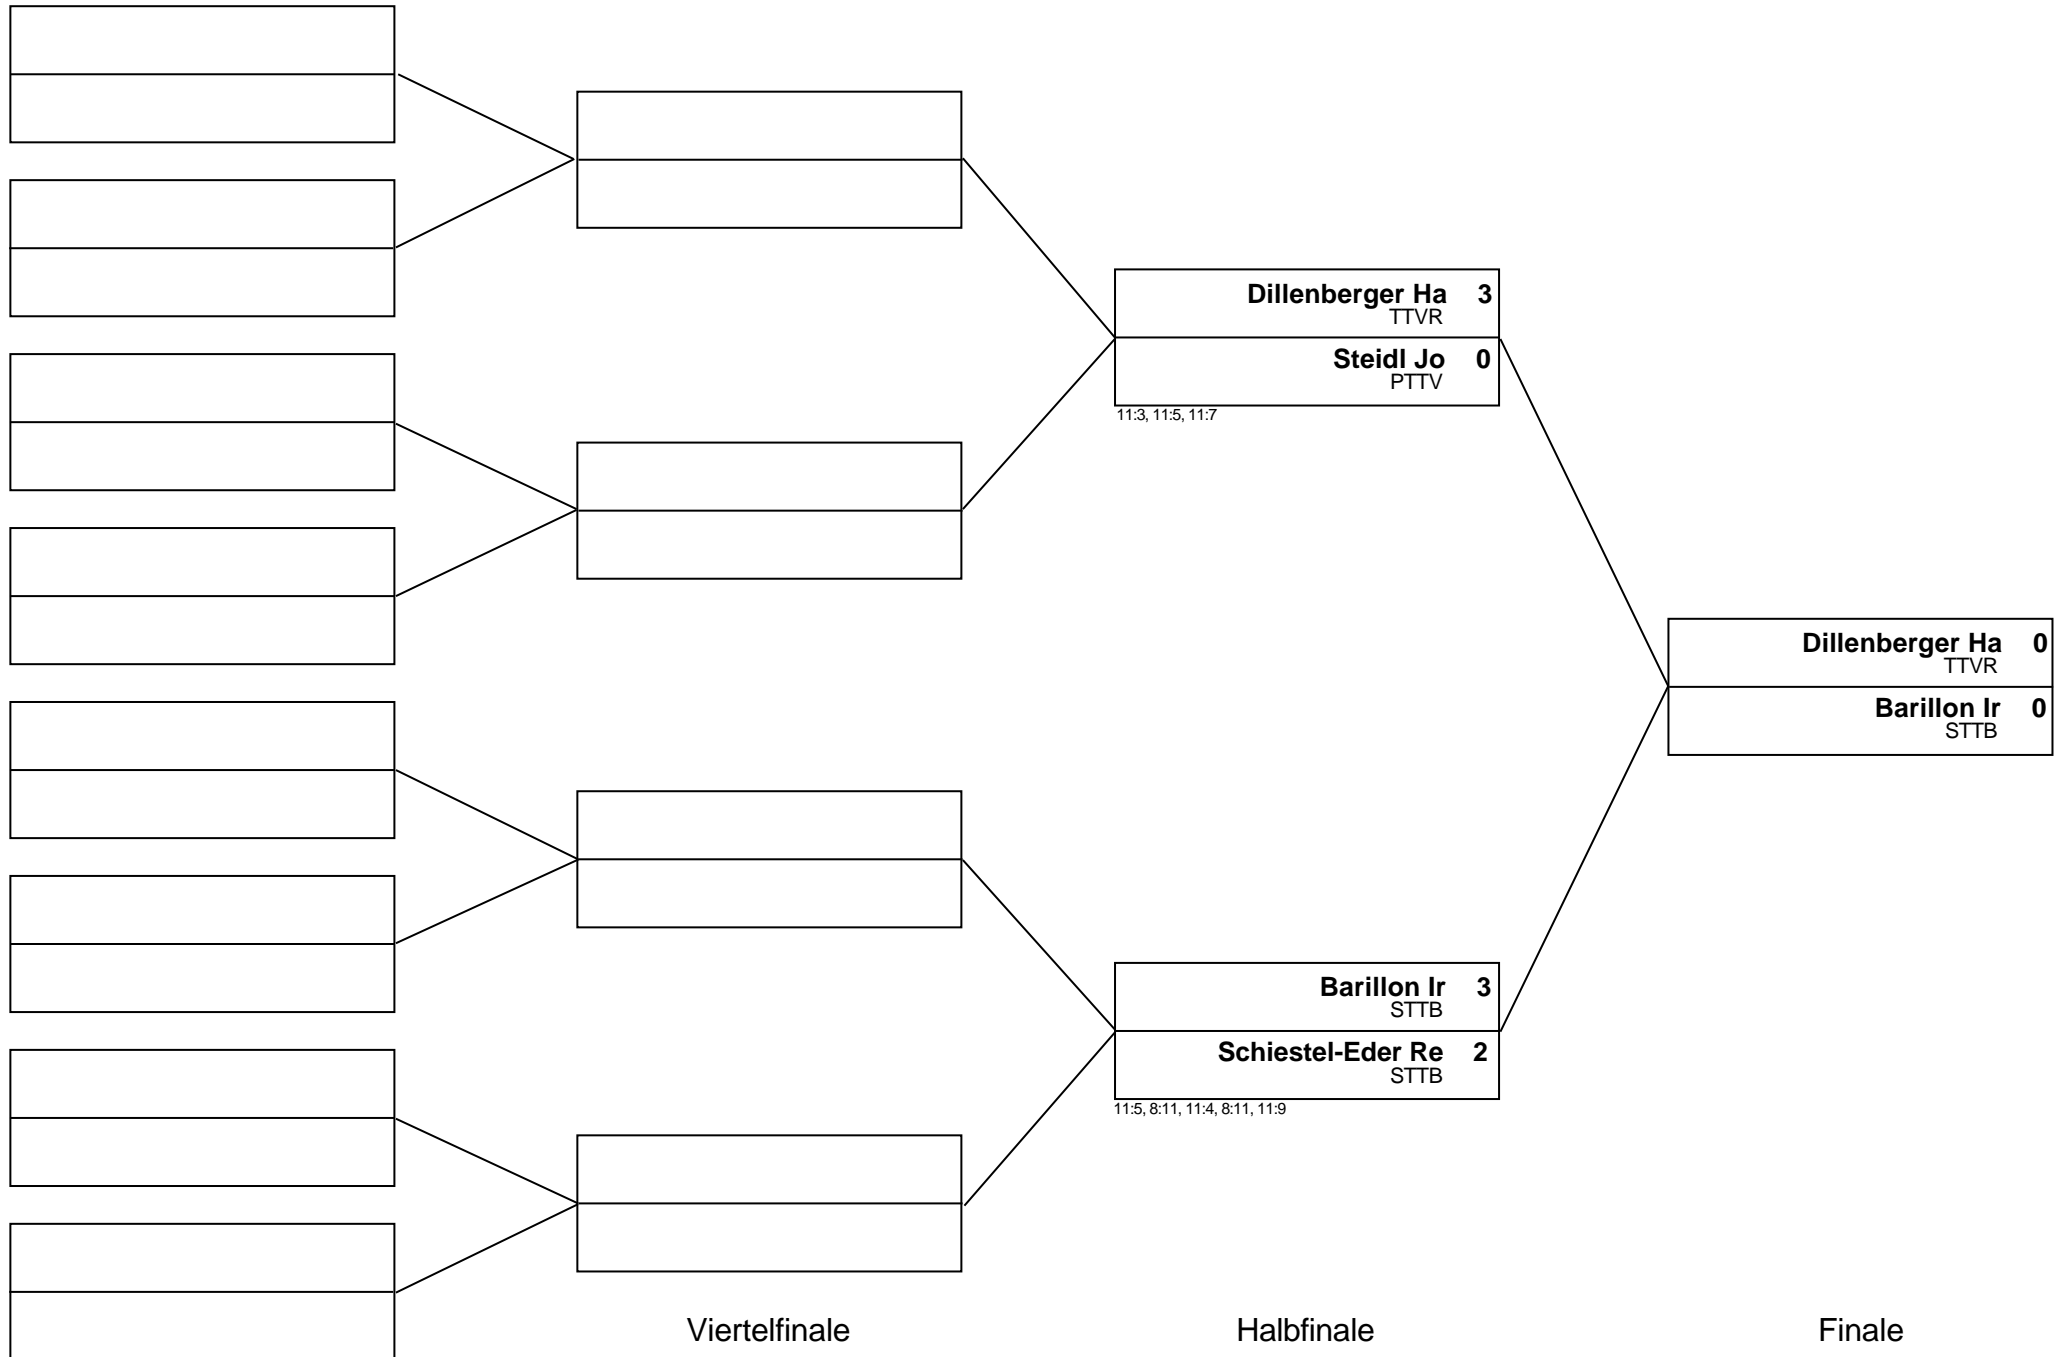 Dillenberger Ha 3
TTVR
Steidl Jo 0
PTTV
11:3, 11:5, 11:7
Dillenberger Ha 0
TTVR
Barillon Ir 0
STTB
Barillon Ir 3
STTB
Schiestel-Eder Re 2
STTB
11:5, 8:11, 11:4, 8:11, 11:9
Viertelfinale Halbfinale Finale